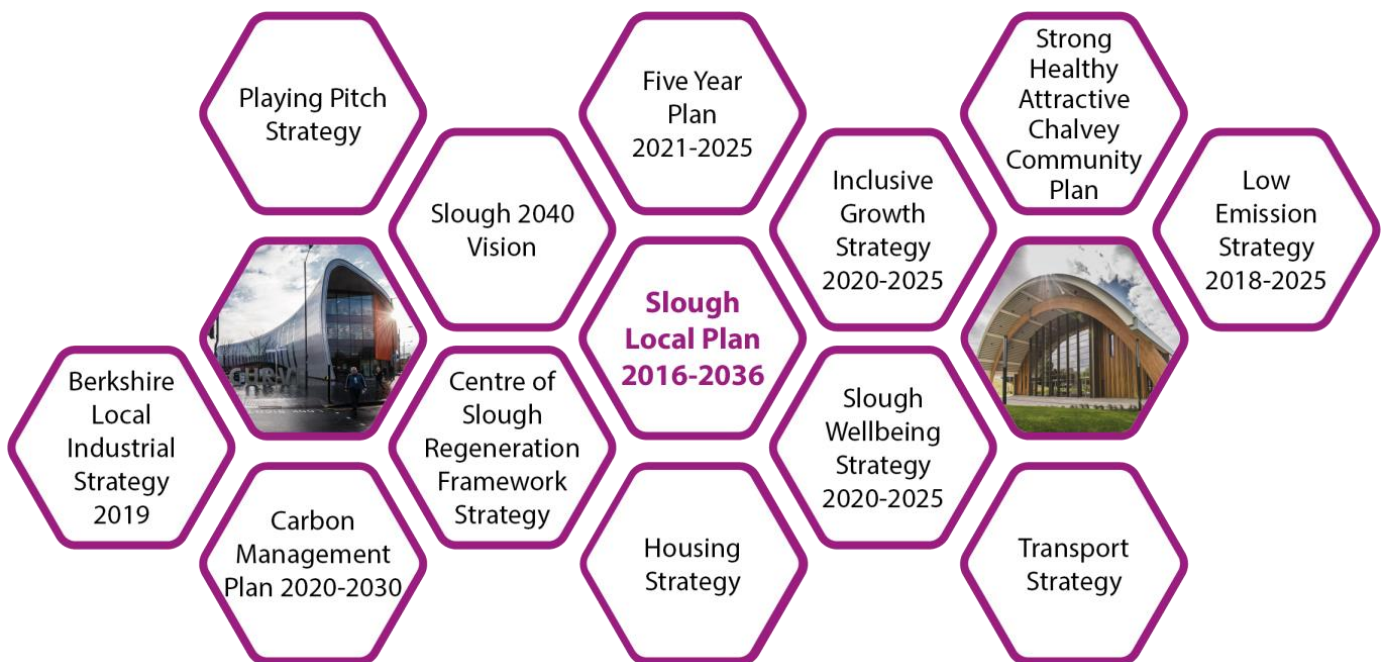 Playing Pitch
Strategy
Five Year
Plan
2021-2025
Strong
Healthy
Attractive
Chalvey
Community
Plan
Slough 2040
Vision
Inclusive
Growth
Strategy
2020-2025
Low
Emission
Strategy
2018-2025
Slough
Local Plan
2016-2036
Berkshire
Local
Industrial
Strategy
2019
Centre of
Slough
Regeneration
Framework
Strategy
Slough
Wellbeing
Strategy
2020-2025
Carbon
Management
Plan 2020-2030
Housing
Strategy
Transport
Strategy